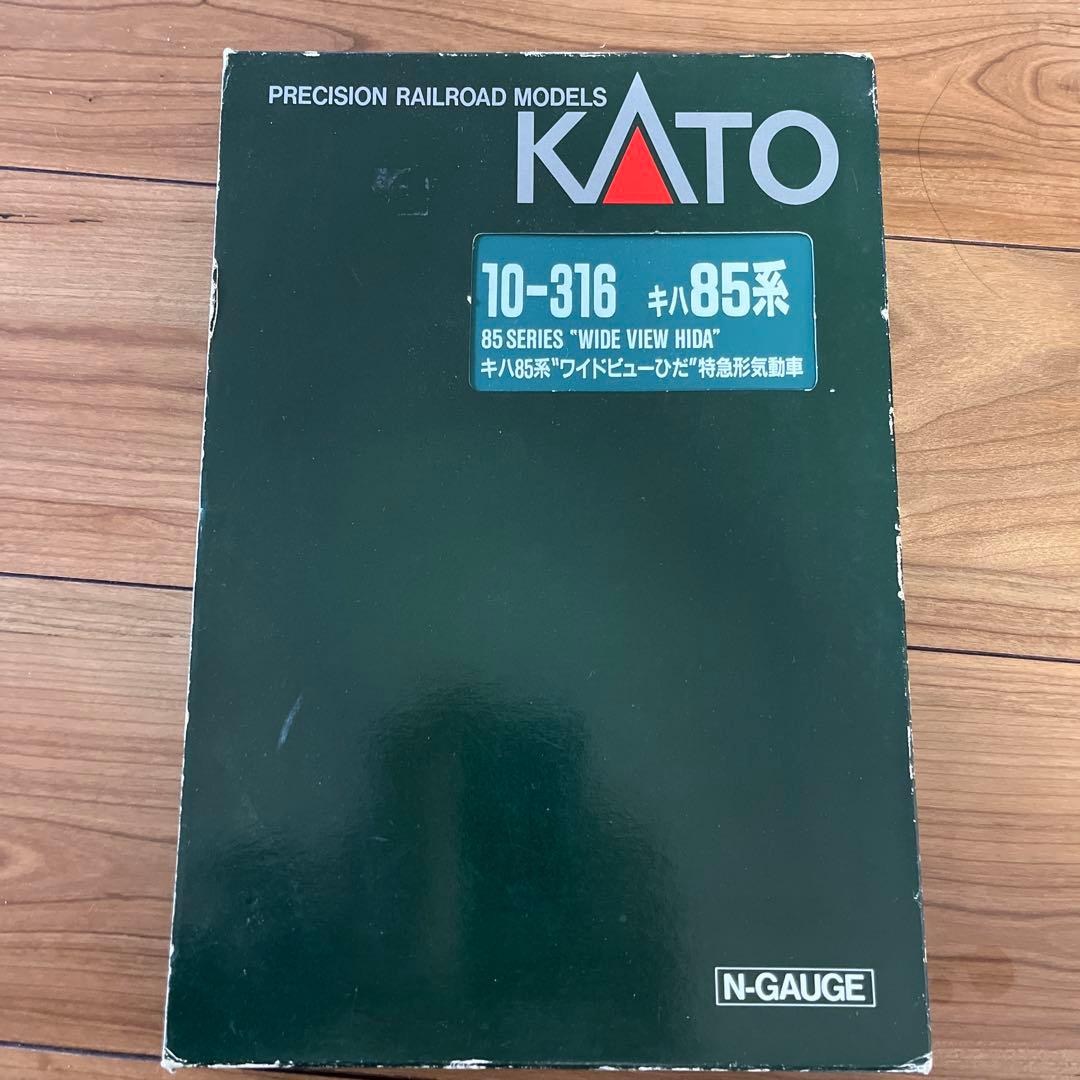 PRECISION RAILROAD MODELS
KATO
10-316 キハ85系
85 SERIES "WIDE VIEW HIDA"
キハ85系"ワイドビューひだ"特急形気動車
N-GAUGE